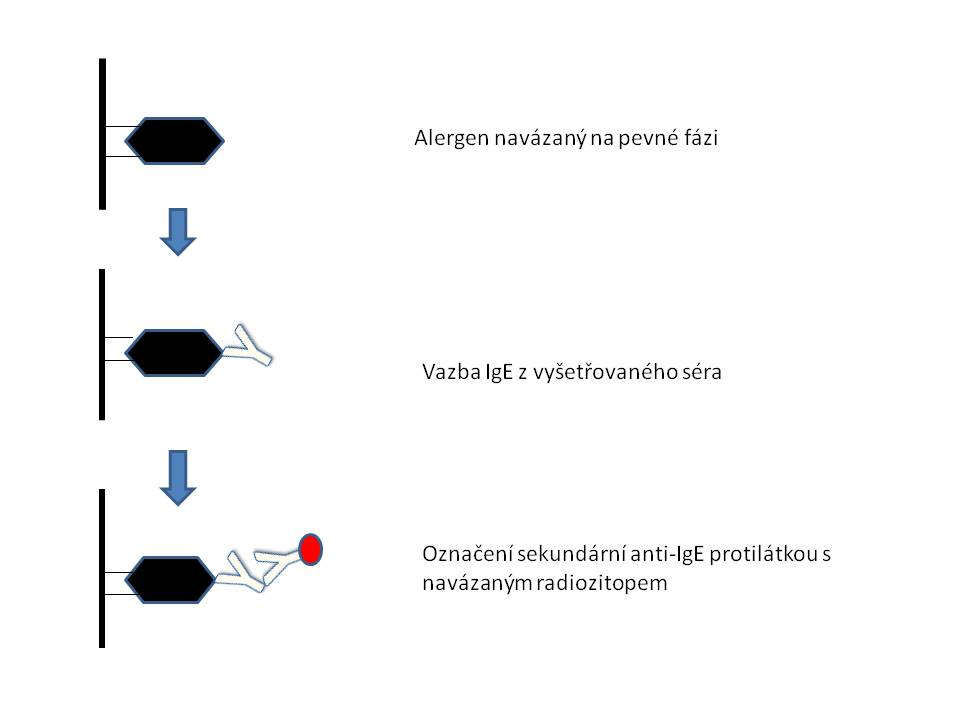 Alergen navázaný na pevné fázi
Vazba IgE z vyšetřovaného séra
Označení sekundární anti-IgE protilátkou s
navázaným radiozitopem